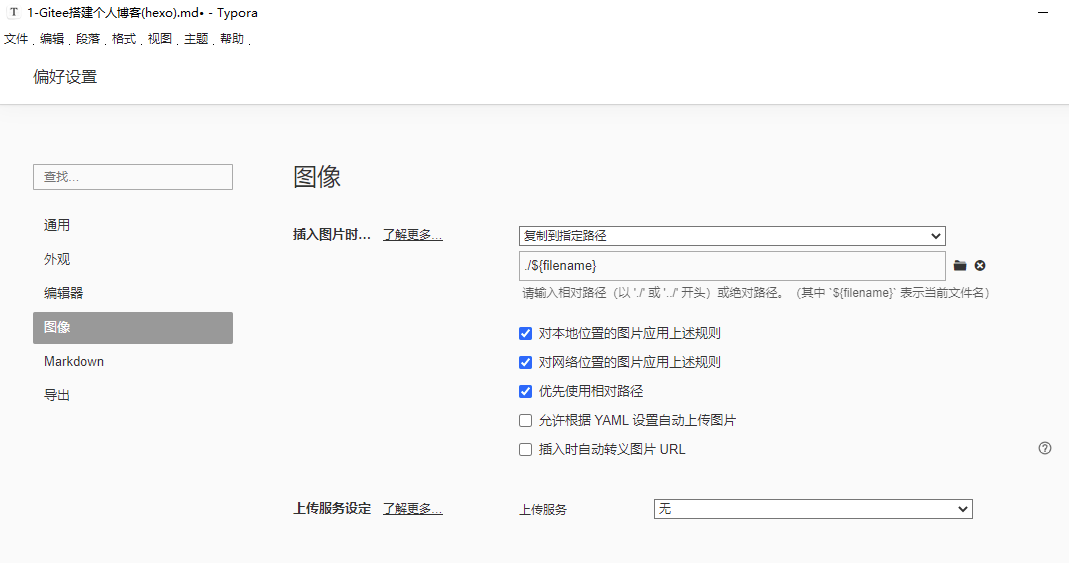 T 1-Gitee搭建个人博客(hexo).md• - Typora
文件 编辑 段落 格式 视图 主题 帮助
偏好设置
查找...
通用
外观
编辑器
图像
Markdown
导出
图像
插入图片时... 了解更多...
复制到指定路径
./${filename}
请输入相对路径（以 './' 或 '../' 开头）或绝对路径。（其中 `${filename}` 表示当前文件名）
对本地位置的图片应用上述规则
对网络位置的图片应用上述规则
优先使用相对路径
允许根据 YAML 设置自动上传图片
插入时自动转义图片 URL
上传服务设定 了解更多...
上传服务
无